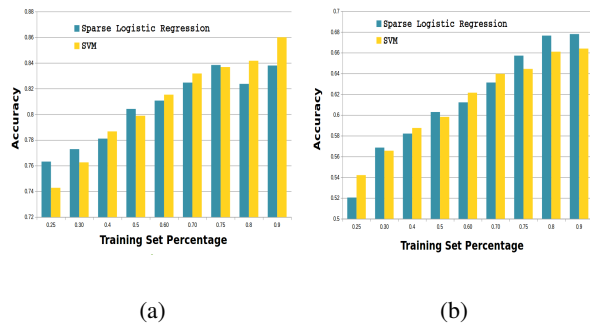 0.88
0.86
0.84
0.82
0.8
0.78
0.76
0.74
0.72
Accuracy
Sparse Logistic Regression
SVM
0.25 0.30 0.4 0.5 0.60 0.70 0.75 0.8 0.9
Training Set Percentage
(a)
0.7
0.68
0.66
0.64
0.62
0.6
0.58
0.56
0.54
0.52
0.5
Accuracy
Sparse Logistic Regression
SVM
0.25 0.30 0.4 0.5 0.60 0.70 0.75 0.8 0.9
Training Set Percentage
(b)